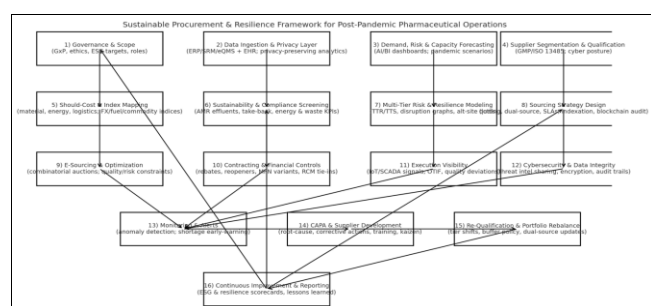 Sustainable Procurement & Resilience Framework for Post-Pandemic Pharmaceutical Operations
1) Governance & Scope
(GxP, ethics, ESG targets, roles)
2) Data Ingestion & Privacy Layer
(ERP/SRM/eQMS + EHR; privacy-preserving analytics)
3) Demand, Risk & Capacity Forecasting
(AI/BI dashboards; pandemic scenarios)
4) Supplier Segmentation & Qualification
(GMP/ISO 13485; cyber posture)
5) Should-Cost & Index Mapping
(material, energy, logistics; FX/fuel/commodity indices)
6) Sustainability & Compliance Screening
(AMR effluents, take-back, energy & waste KPIs)
7) Multi-Tier Risk & Resilience Modeling
TTR/TTS, disruption graphs, alt-site
8) Sourcing Strategy Design
dual-source, SLAs, indexation, blockchain audit)
9) E-Sourcing & Optimization
(combinatorial auctions; quality/risk constraints)
10) Contracting & Financial Controls
(rebates, reopeners, MFN variants, RCM tie-ins)
11) Execution Visibility
(IoT/SCADA signals, OTIF, quality deviations)
12) Cybersecurity & Data Integrity
threat intel sharing, encryption, audit trails)
13) Monitoring & Alerts
(anomaly detection; shortage early-warning)
14) CAPA & Supplier Development
(root-cause, corrective actions, training, kaizen)
15) Re-Qualification & Portfolio Rebalance
(tier shifts, buffer policy, dual-source updates)
16) Continuous Improvement & Reporting
(ESG & resilience scorecards, lessons learned)